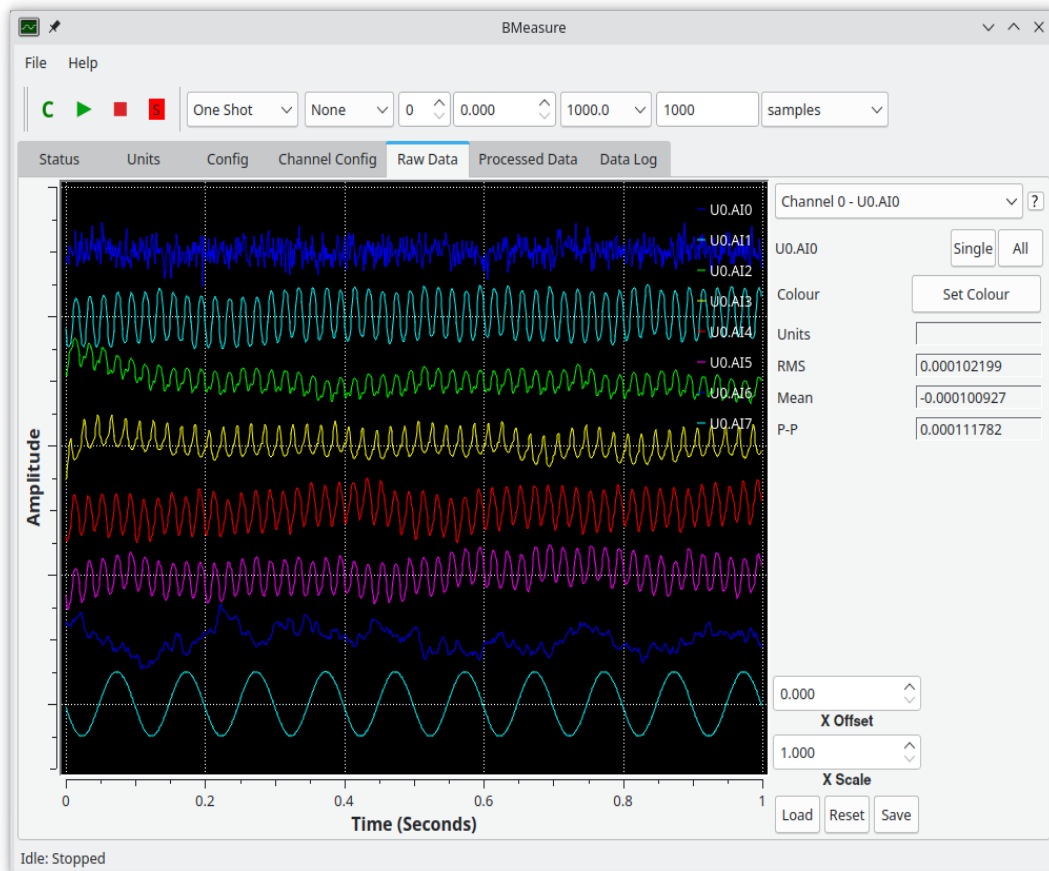 BMeasure
File Help
C S One Shot None 0 0.000 1000.0 1000 samples
Status Units Config Channel Config Raw Data Processed Data Data Log
U0.AI0
U0.AI1
U0.AI2
U0.AI3
U0.AI4
U0.AI5
U0.AI6
U0.AI7
Amplitude
0 0.2 0.4 0.6 0.8 1
Time (Seconds)
Channel 0 - U0.AI0 ?
U0.AI0 Single All
Colour Set Colour
Units
RMS 0.000102199
Mean -0.000100927
P-P 0.000111782
0.000
X Offset
1.000
X Scale
Load Reset Save
Idle: Stopped